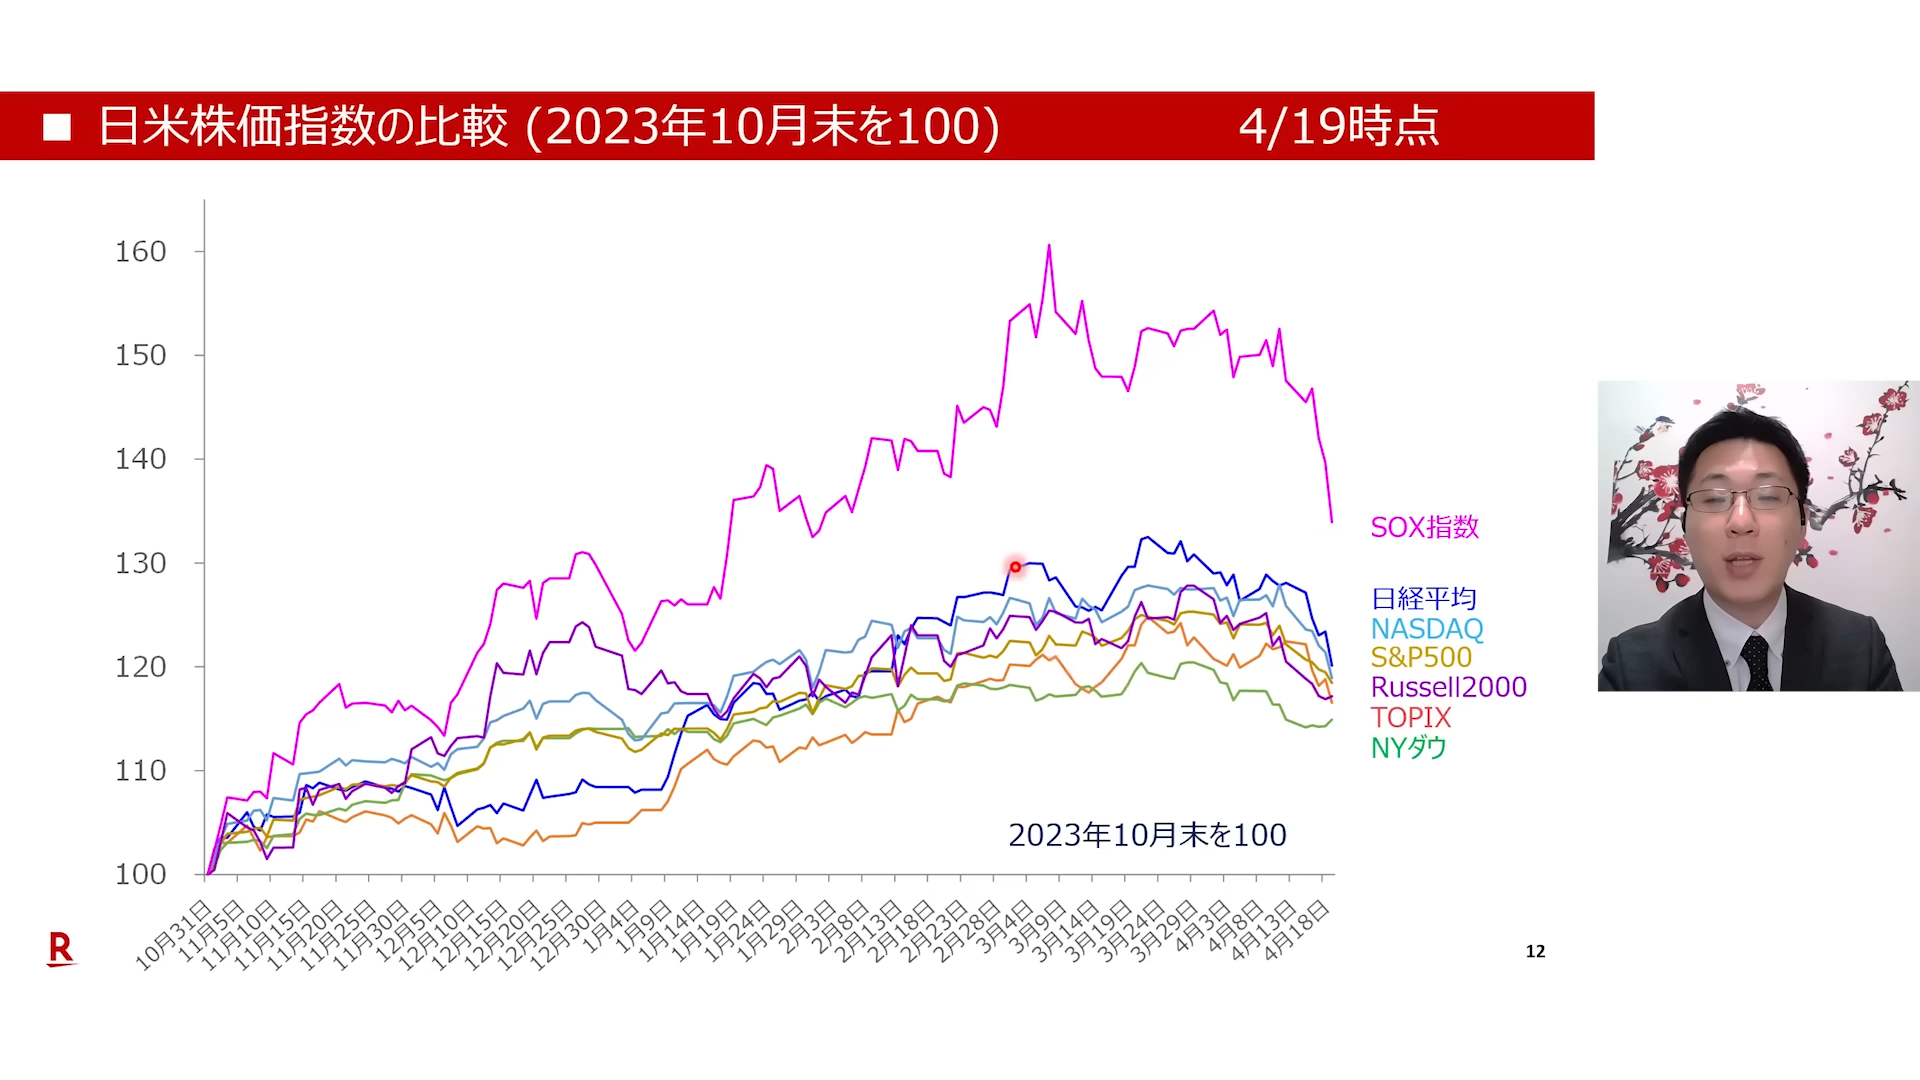 ■ 日米株価指数の比較 (2023年10月末を100) 4/19時点
160
150
140
130
120
110
100
SOX指数
日経平均
NASDAQ
S&P500
Russell2000
TOPIX
NYダウ
2023年10月末を100
10月31日
11月5日
11月10日
11月15日
11月20日
11月25日
11月30日
12月5日
12月10日
12月15日
12月20日
12月25日
12月30日
1月4日
1月9日
1月14日
1月19日
1月24日
1月29日
2月3日
2月8日
2月13日
2月18日
2月23日
2月28日
3月4日
3月9日
3月14日
3月19日
3月24日
3月29日
4月3日
4月8日
4月13日
4月18日
R
12